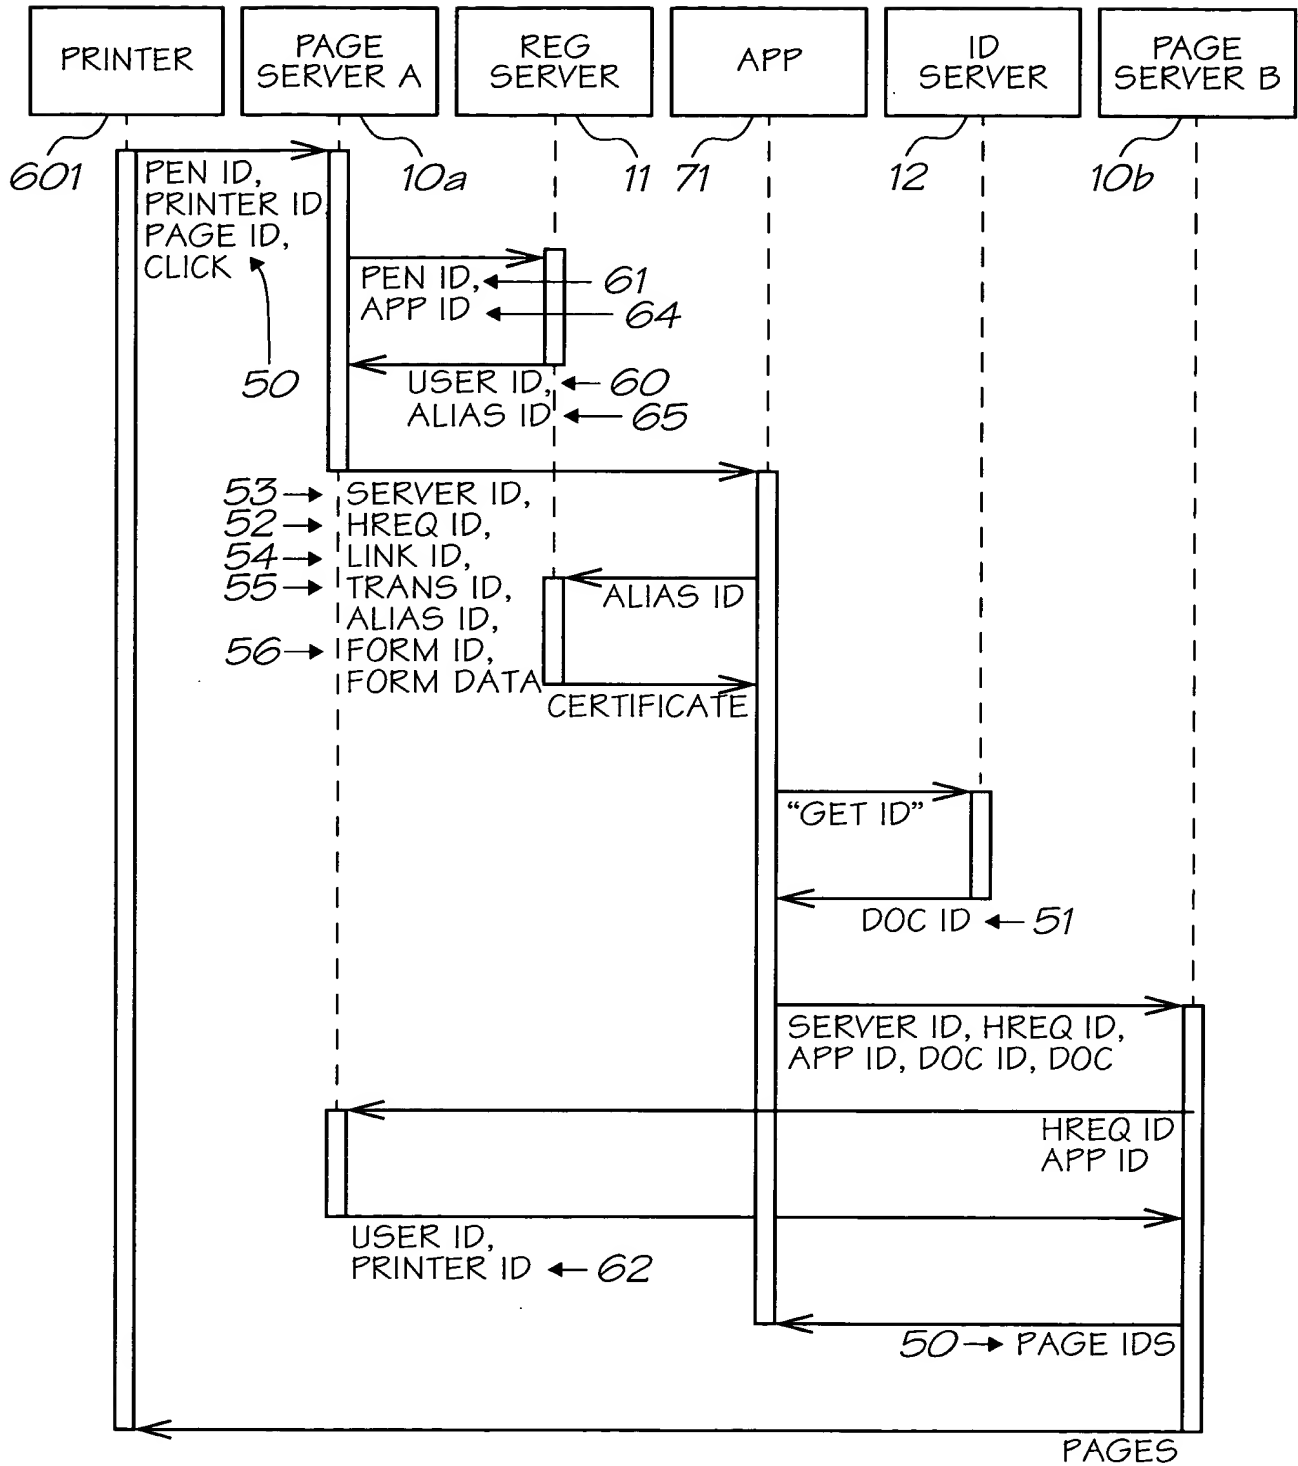 PRINTER
PAGE
SERVER A
REG
SERVER
APP
ID
SERVER
PAGE
SERVER B
601
10a
11
71
12
10b
PEN ID,
PRINTER ID
PAGE ID,
CLICK
50
PEN ID,
61
APP ID
64
USER ID,
60
ALIAS ID
65
53
SERVER ID,
52
HREQ ID,
54
LINK ID,
55
TRANS ID,
ALIAS ID,
56
FORM ID,
FORM DATA
ALIAS ID
CERTIFICATE
“GET ID”
DOC ID
51
SERVER ID, HREQ ID,
APP ID, DOC ID, DOC
HREQ ID
APP ID
USER ID,
PRINTER ID
62
50
PAGE IDS
PAGES